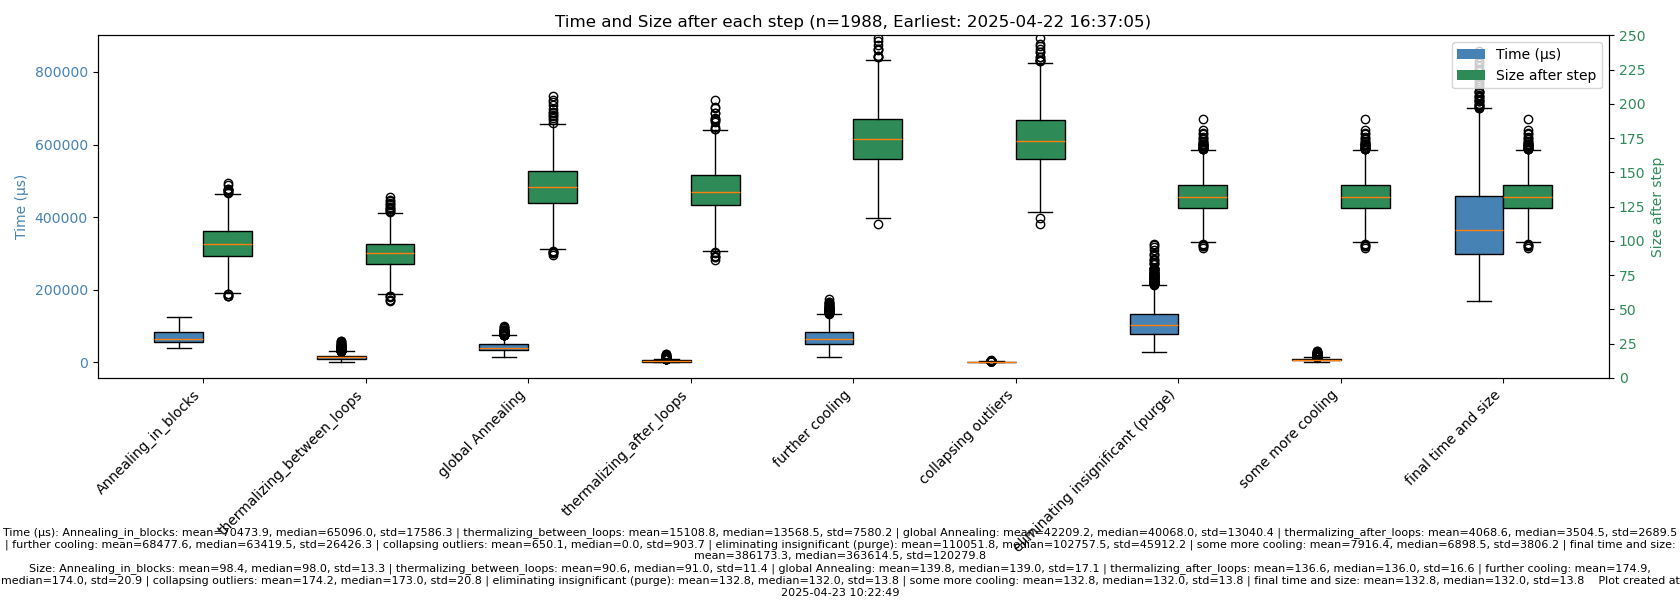 Time and Size after each step (n=1988, Earliest: 2025-04-22 16:37:05)
Time (µs)
Size after step
800000
600000
400000
200000
0
Time (µs)
250
225
200
175
150
125
100
75
50
25
0
Size after step
Annealing_in_blocks
thermalizing_between_loops
global Annealing
thermalizing_after_loops
further cooling
collapsing outliers
eliminating insignificant (purge)
some more cooling
final time and size
Time (µs): Annealing_in_blocks: mean=70473.9, median=65096.0, std=17586.3 | thermalizing_between_loops: mean=15108.8, median=13568.5, std=7580.2 | global Annealing: mean=42209.2, median=40068.0, std=13040.4 | thermalizing_after_loops: mean=4068.6, median=3504.5, std=2689.5
| further cooling: mean=68477.6, median=63419.5, std=26426.3 | collapsing outliers: mean=650.1, median=0.0, std=903.7 | eliminating insignificant (purge): mean=110051.8, median=102757.5, std=45912.2 | some more cooling: mean=7916.4, median=6898.5, std=3806.2 | final time and size:
mean=386173.3, median=363614.5, std=120279.8
Size: Annealing_in_blocks: mean=98.4, median=98.0, std=13.3 | thermalizing_between_loops: mean=90.6, median=91.0, std=11.4 | global Annealing: mean=139.8, median=139.0, std=17.1 | thermalizing_after_loops: mean=136.6, median=136.0, std=16.6 | further cooling: mean=174.9,
median=174.0, std=20.9 | collapsing outliers: mean=174.2, median=173.0, std=20.8 | eliminating insignificant (purge): mean=132.8, median=132.0, std=13.8 | some more cooling: mean=132.8, median=132.0, std=13.8 | final time and size: mean=132.8, median=132.0, std=13.8 Plot created at
2025-04-23 10:22:49